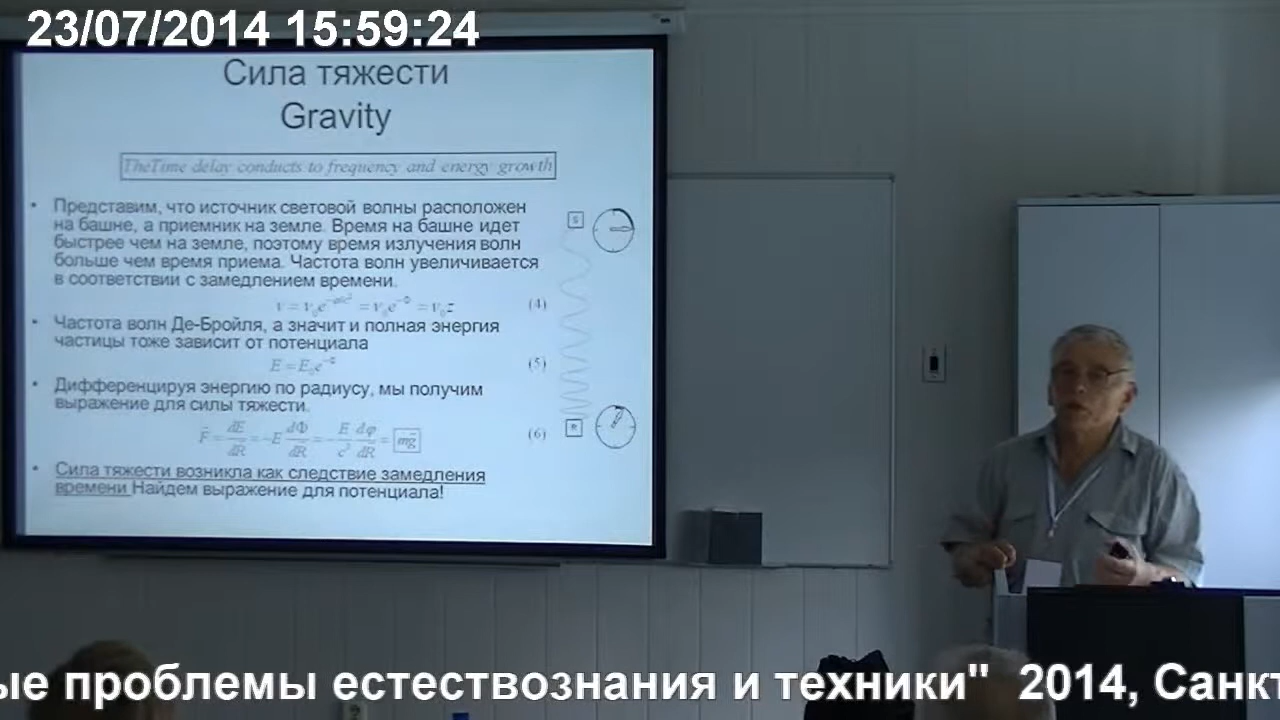 23/07/2014 15:59:24
Сила тяжести
Gravity
TheTime delay conducts to frequency and energy growth
• Представим, что источник световой волны расположен
на башне, а приемник на земле. Время на башне идет
быстрее чем на земле, поэтому время излучения волн
больше чем время приема. Частота волн увеличивается
в соответствии с замедлением времени.
(4)
• Частота волн Де-Бройля, а значит и полная энергия
частицы тоже зависит от потенциала
(5)
• Дифференцируя энергию по радиусу, мы получим
выражение для силы тяжести.
(6)
• Сила тяжести возникла как следствие замедления
времени Найдем выражение для потенциала!
ые проблемы естествознания и техники" 2014, Санкт